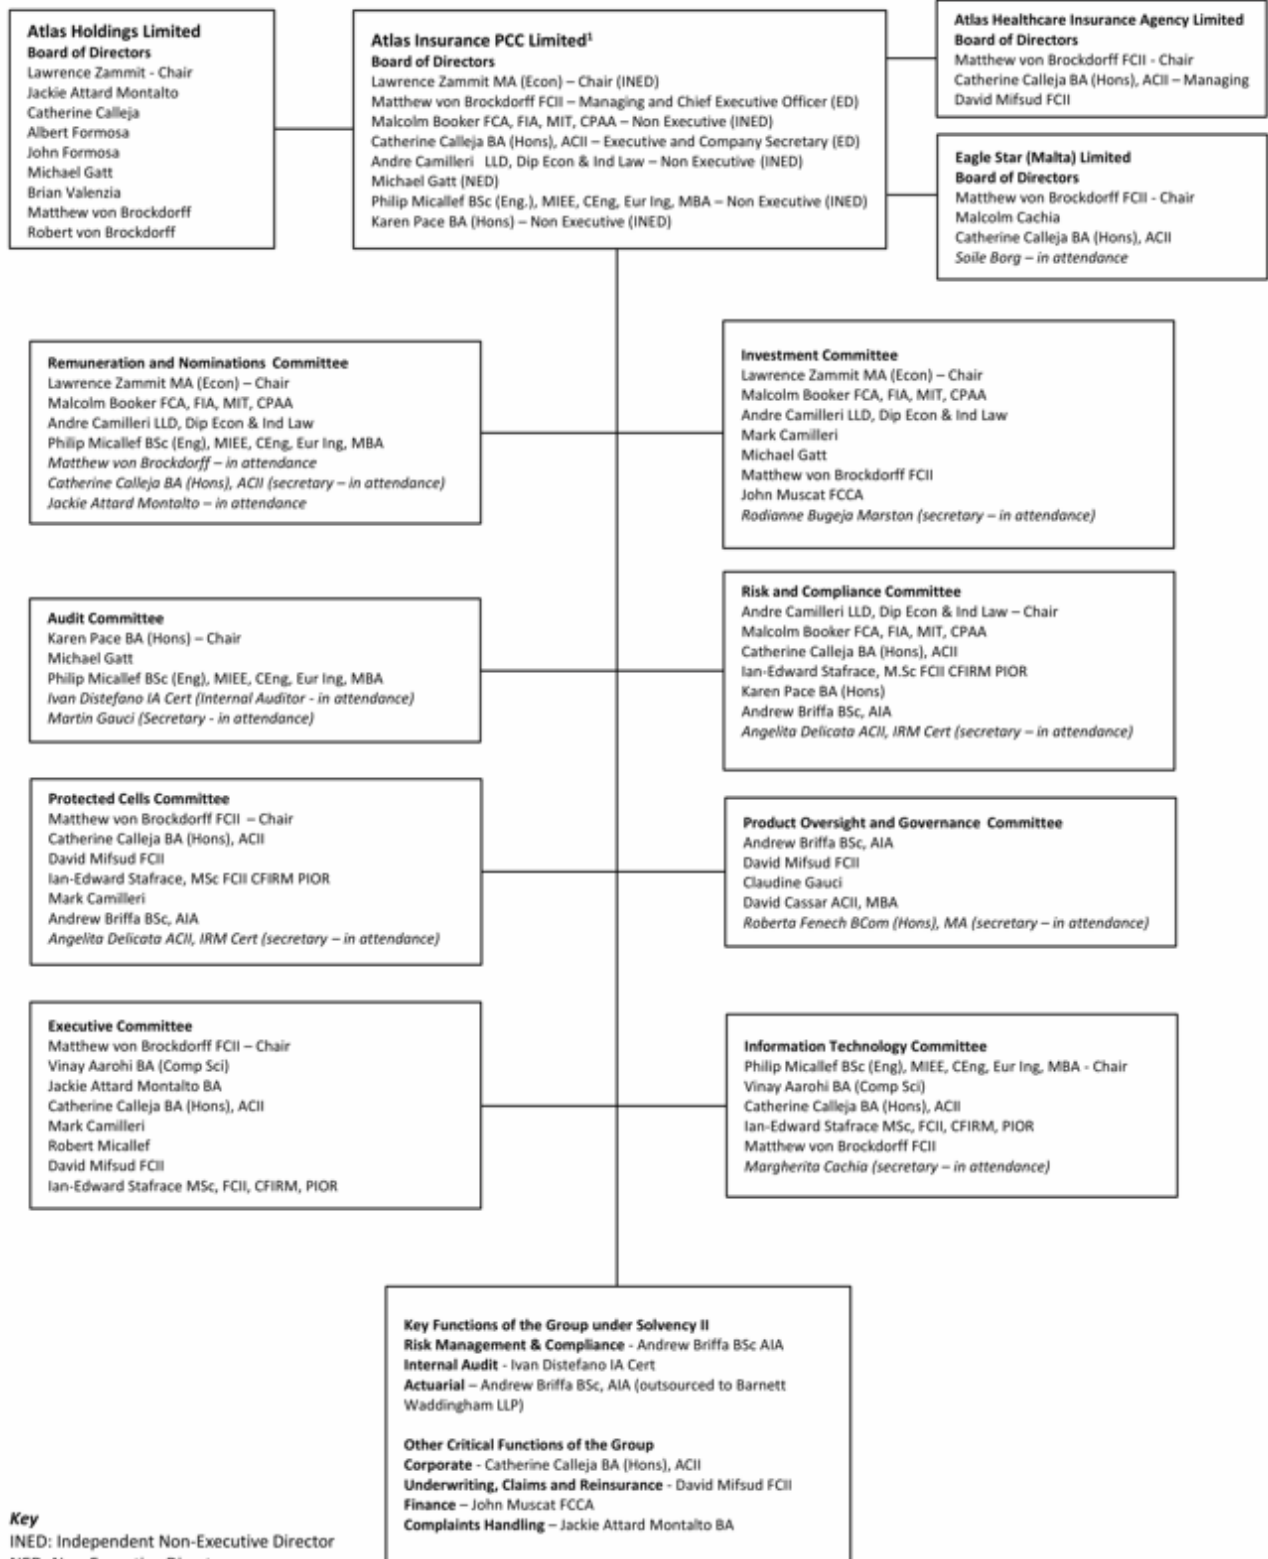 Atlas Holdings Limited
Board of Directors
Lawrence Zammit - Chair
Jackie Attard Montalto
Catherine Calleja
Albert Formosa
John Formosa
Michael Gatt
Brian Valenzia
Matthew von Brockdorff
Robert von Brockdorff
Atlas Insurance PCC Limited¹
Board of Directors
Lawrence Zammit MA (Econ) – Chair (INED)
Matthew von Brockdorff FCII – Managing and Chief Executive Officer (ED)
Malcolm Booker FCA, FIA, MIT, CPAA – Non Executive (INED)
Catherine Calleja BA (Hons), ACII – Executive and Company Secretary (ED)
Andre Camilleri LLD, Dip Econ & Ind Law – Non Executive (INED)
Michael Gatt (NED)
Philip Micallef BSc (Eng.), MIEE, CEng, Eur Ing, MBA – Non Executive (INED)
Karen Pace BA (Hons) – Non Executive (INED)
Atlas Healthcare Insurance Agency Limited
Board of Directors
Matthew von Brockdorff FCII - Chair
Catherine Calleja BA (Hons), ACII – Managing
David Mifsud FCII
Eagle Star (Malta) Limited
Board of Directors
Matthew von Brockdorff FCII - Chair
Malcolm Cachia
Catherine Calleja BA (Hons), ACII
Soile Borg – in attendance
Remuneration and Nominations Committee
Lawrence Zammit MA (Econ) – Chair
Malcolm Booker FCA, FIA, MIT, CPAA
Andre Camilleri LLD, Dip Econ & Ind Law
Philip Micallef BSc (Eng), MIEE, CEng, Eur Ing, MBA
Matthew von Brockdorff – in attendance
Catherine Calleja BA (Hons), ACII (secretary – in attendance)
Jackie Attard Montalto – in attendance
Investment Committee
Lawrence Zammit MA (Econ) – Chair
Malcolm Booker FCA, FIA, MIT, CPAA
Andre Camilleri LLD, Dip Econ & Ind Law
Mark Camilleri
Michael Gatt
Matthew von Brockdorff FCII
John Muscat FCCA
Rodianne Bugeja Marston (secretary – in attendance)
Audit Committee
Karen Pace BA (Hons) – Chair
Michael Gatt
Philip Micallef BSc (Eng), MIEE, CEng, Eur Ing, MBA
Ivan Distefano IA Cert (Internal Auditor - in attendance)
Martin Gauci (Secretary - in attendance)
Risk and Compliance Committee
Andre Camilleri LLD, Dip Econ & Ind Law – Chair
Malcolm Booker FCA, FIA, MIT, CPAA
Catherine Calleja BA (Hons), ACII
Ian-Edward Stafrace, M.Sc FCII CFIRM PIOR
Karen Pace BA (Hons)
Andrew Briffa BSc, AIA
Angelita Delicata ACII, IRM Cert (secretary – in attendance)
Protected Cells Committee
Matthew von Brockdorff FCII – Chair
Catherine Calleja BA (Hons), ACII
David Mifsud FCII
Ian-Edward Stafrace, MSc FCII CFIRM PIOR
Mark Camilleri
Andrew Briffa BSc, AIA
Angelita Delicata ACII, IRM Cert (secretary – in attendance)
Product Oversight and Governance Committee
Andrew Briffa BSc, AIA
David Mifsud FCII
Claudine Gauci
David Cassar ACII, MBA
Roberta Fenech BCom (Hons), MA (secretary – in attendance)
Executive Committee
Matthew von Brockdorff FCII – Chair
Vinay Aarohi BA (Comp Sci)
Jackie Attard Montalto BA
Catherine Calleja BA (Hons), ACII
Mark Camilleri
Robert Micallef
David Mifsud FCII
Ian-Edward Stafrace MSc, FCII, CFIRM, PIOR
Information Technology Committee
Philip Micallef BSc (Eng), MIEE, CEng, Eur Ing, MBA - Chair
Vinay Aarohi BA (Comp Sci)
Catherine Calleja BA (Hons), ACII
Ian-Edward Stafrace MSc, FCII, CFIRM, PIOR
Matthew von Brockdorff FCII
Margherita Cachia (secretary – in attendance)
Key Functions of the Group under Solvency II
Risk Management & Compliance - Andrew Briffa BSc AIA
Internal Audit - Ivan Distefano IA Cert
Actuarial – Andrew Briffa BSc, AIA (outsourced to Barnett
Waddingham LLP)
Other Critical Functions of the Group
Corporate - Catherine Calleja BA (Hons), ACII
Underwriting, Claims and Reinsurance - David Mifsud FCII
Finance – John Muscat FCCA
Complaints Handling – Jackie Attard Montalto BA
Key
INED: Independent Non-Executive Director